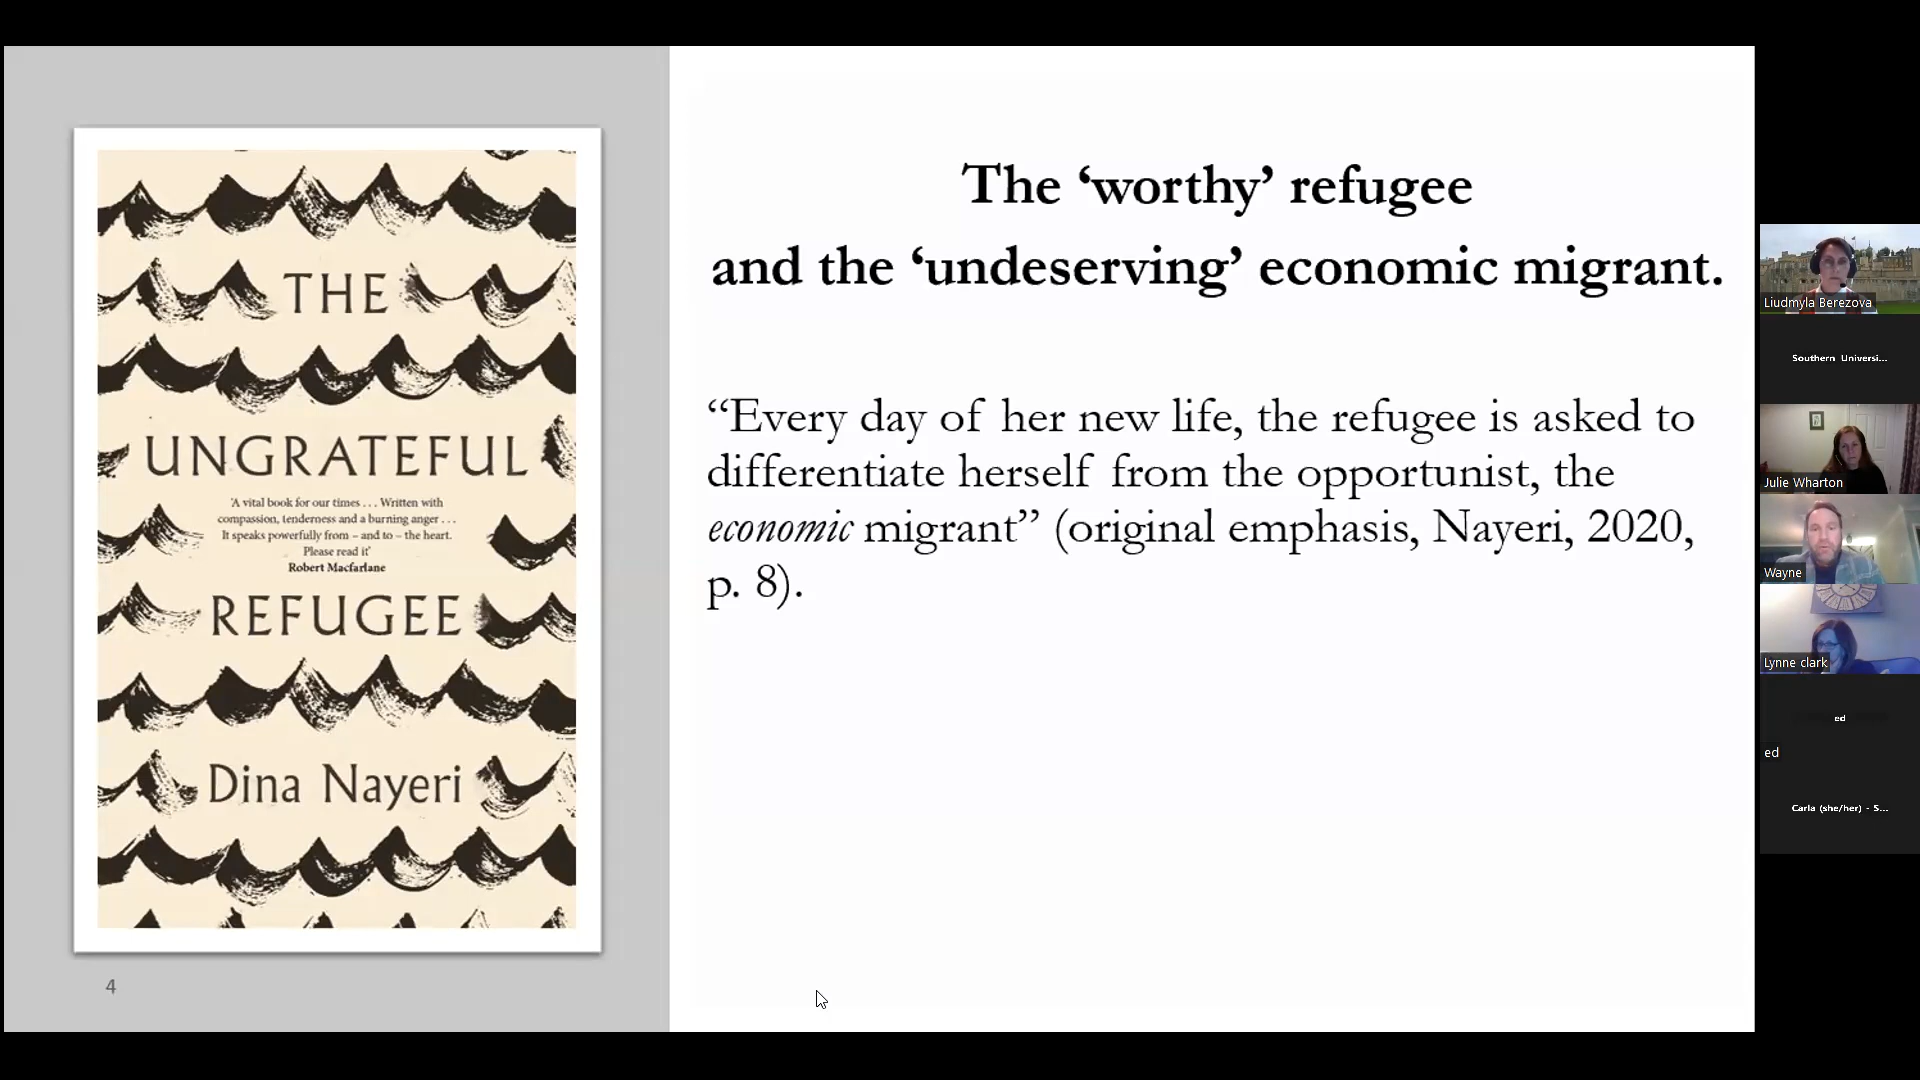 THE
UNGRATEFUL
'A vital book for our times . . . Written with
compassion, tenderness and a burning anger . . .
It speaks powerfully from – and to – the heart.
Please read it'
Robert Macfarlane
REFUGEE
Dina Nayeri
4
The ‘worthy’ refugee
and the ‘undeserving’ economic migrant.
“Every day of her new life, the refugee is asked to
differentiate herself from the opportunist, the
economic migrant” (original emphasis, Nayeri, 2020,
p. 8).
Liudmyla Berezova
Southern Universi...
Julie Wharton
Wayne
Lynne clark
ed
ed
Carla (she/her) - S...